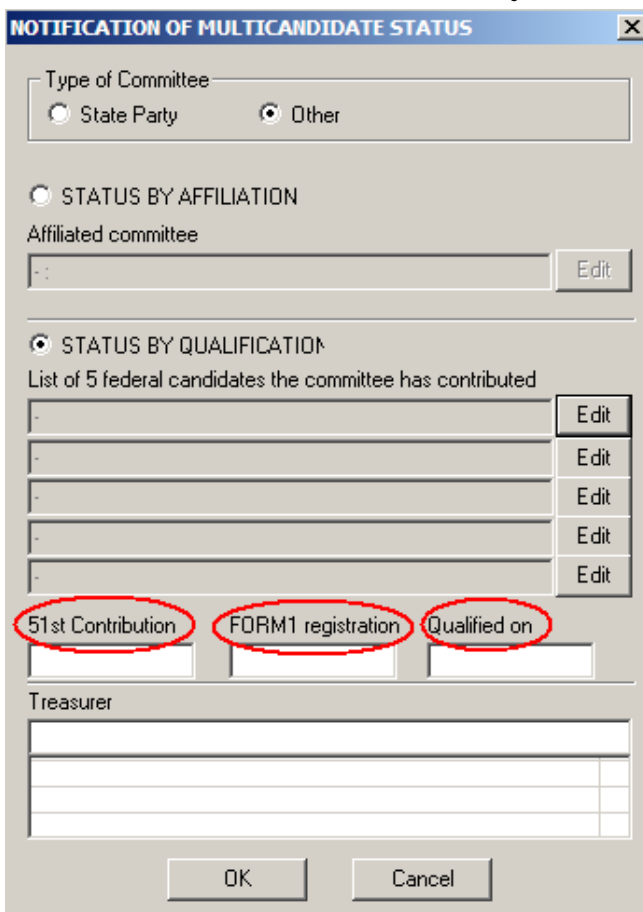 NOTIFICATION OF MULTICANDIDATE STATUS X
Type of Committee
State Party Other
STATUS BY AFFILIATION
Affiliated committee
- : Edit
STATUS BY QUALIFICATION
List of 5 federal candidates the committee has contributed
- Edit
- Edit
- Edit
- Edit
- Edit
51st Contribution FORM1 registration Qualified on
Treasurer
OK Cancel